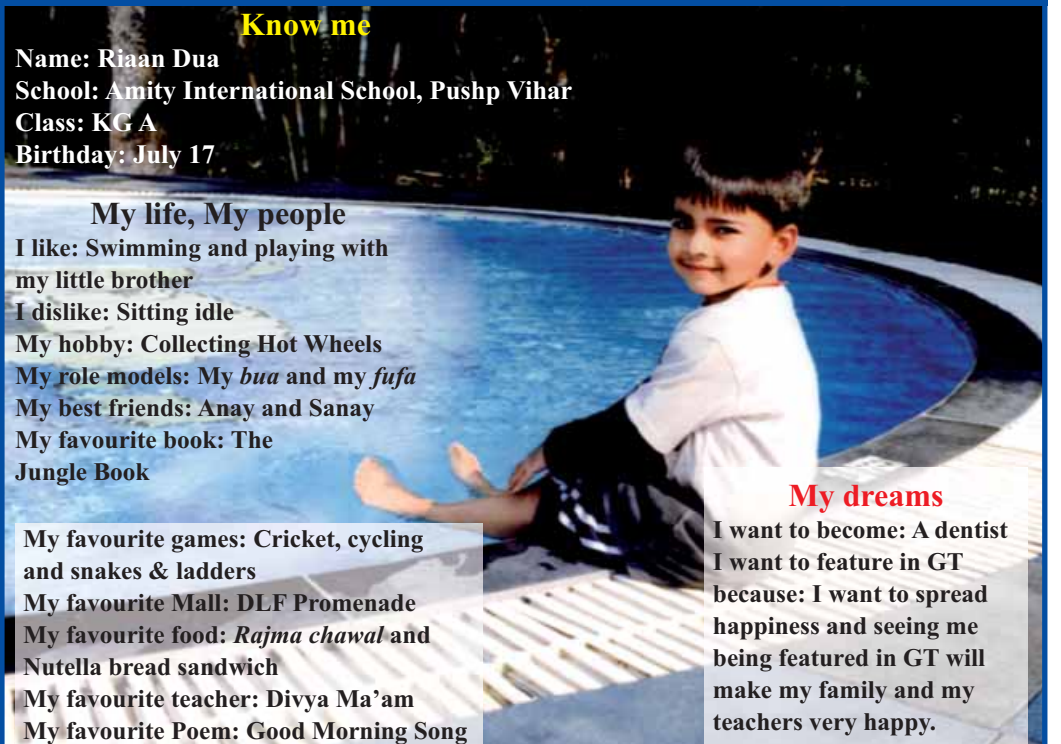 Know me
Name: Riaan Dua
School: Amity International School, Pushp Vihar
Class: KG A
Birthday: July 17
My life, My people
I like: Swimming and playing with
my little brother
I dislike: Sitting idle
My hobby: Collecting Hot Wheels
My role models: My bua and my fufa
My best friends: Anay and Sanay
My favourite book: The
Jungle Book
My favourite games: Cricket, cycling
and snakes & ladders
My favourite Mall: DLF Promenade
My favourite food: Rajma chawal and
Nutella bread sandwich
My favourite teacher: Divya Ma’am
My favourite Poem: Good Morning Song
My dreams
I want to become: A dentist
I want to feature in GT
because: I want to spread
happiness and seeing me
being featured in GT will
make my family and my
teachers very happy.